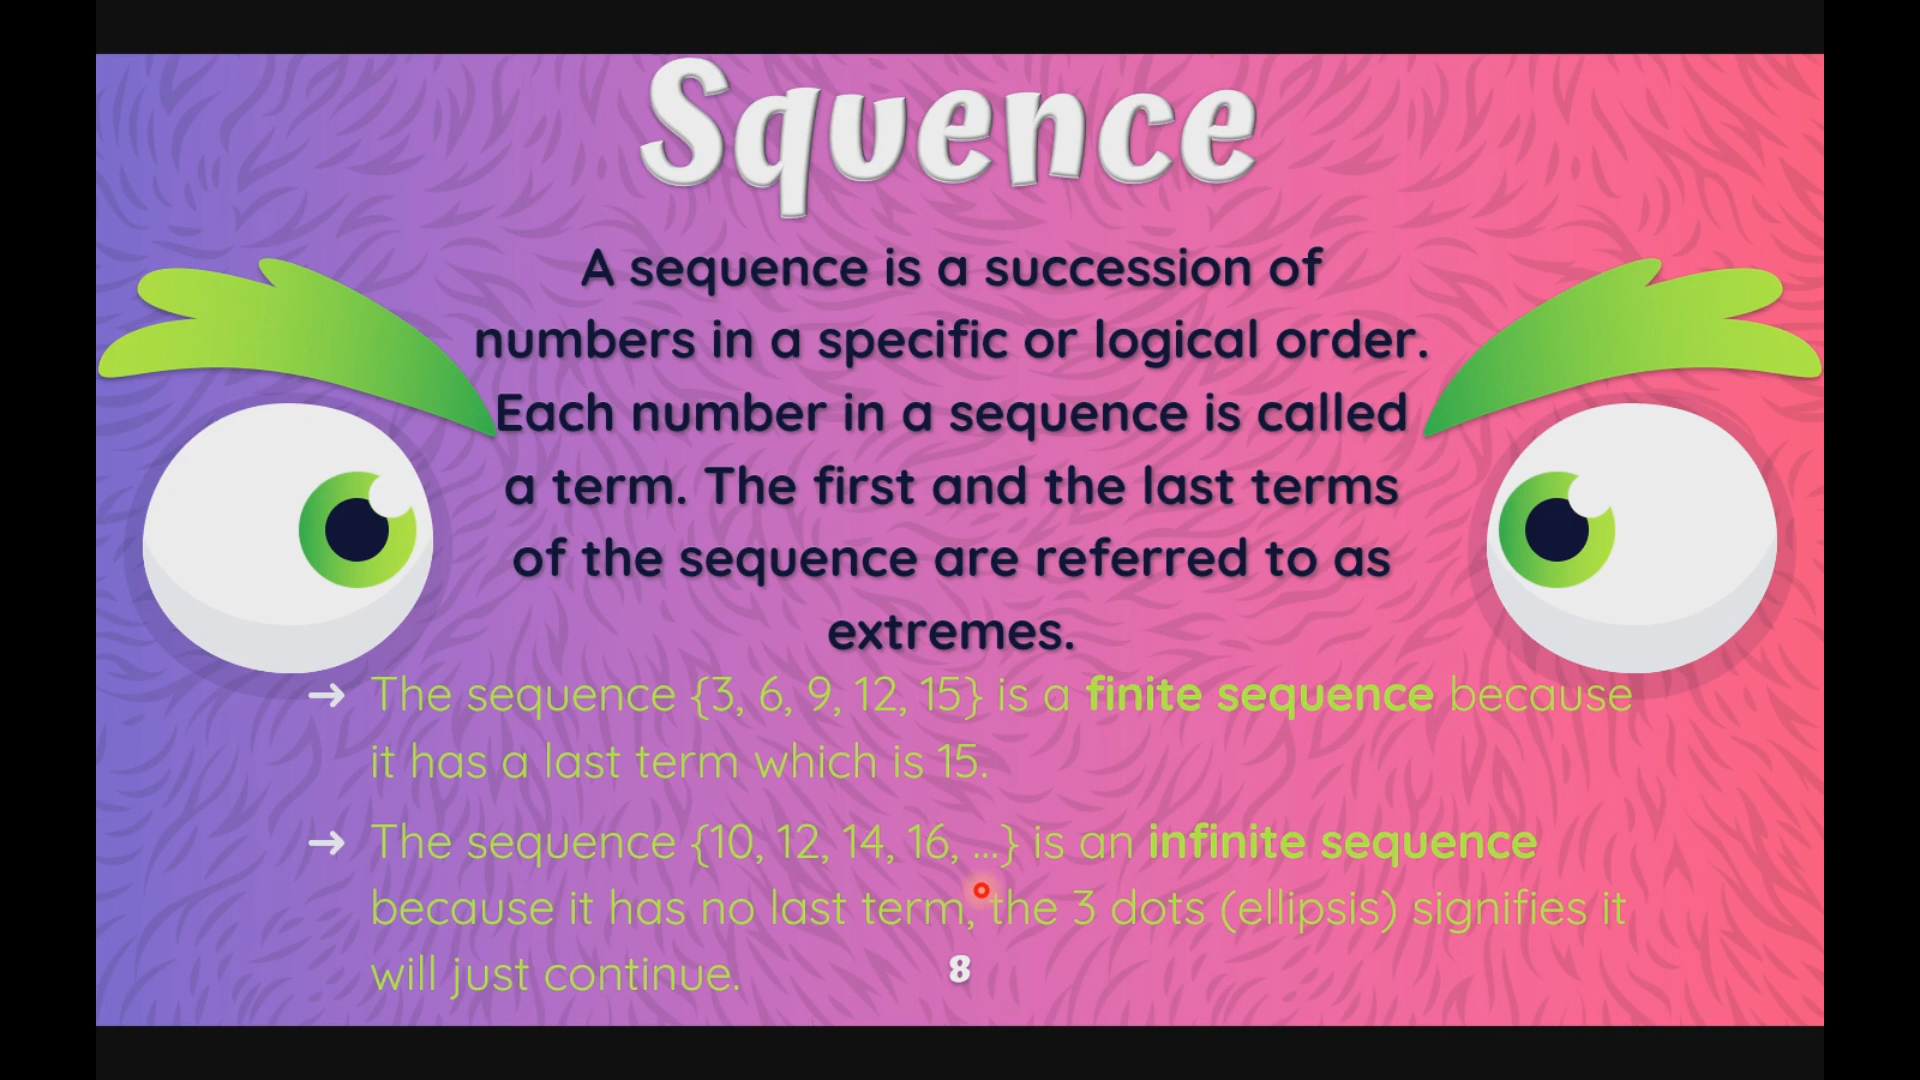 Squence
A sequence is a succession of
numbers in a specific or logical order.
Each number in a sequence is called
a term. The first and the last terms
of the sequence are referred to as
extremes.
→ The sequence {3, 6, 9, 12, 15} is a finite sequence because
it has a last term which is 15.
→ The sequence {10, 12, 14, 16, ...} is an infinite sequence
because it has no last term, the 3 dots (ellipsis) signifies it
will just continue.
8